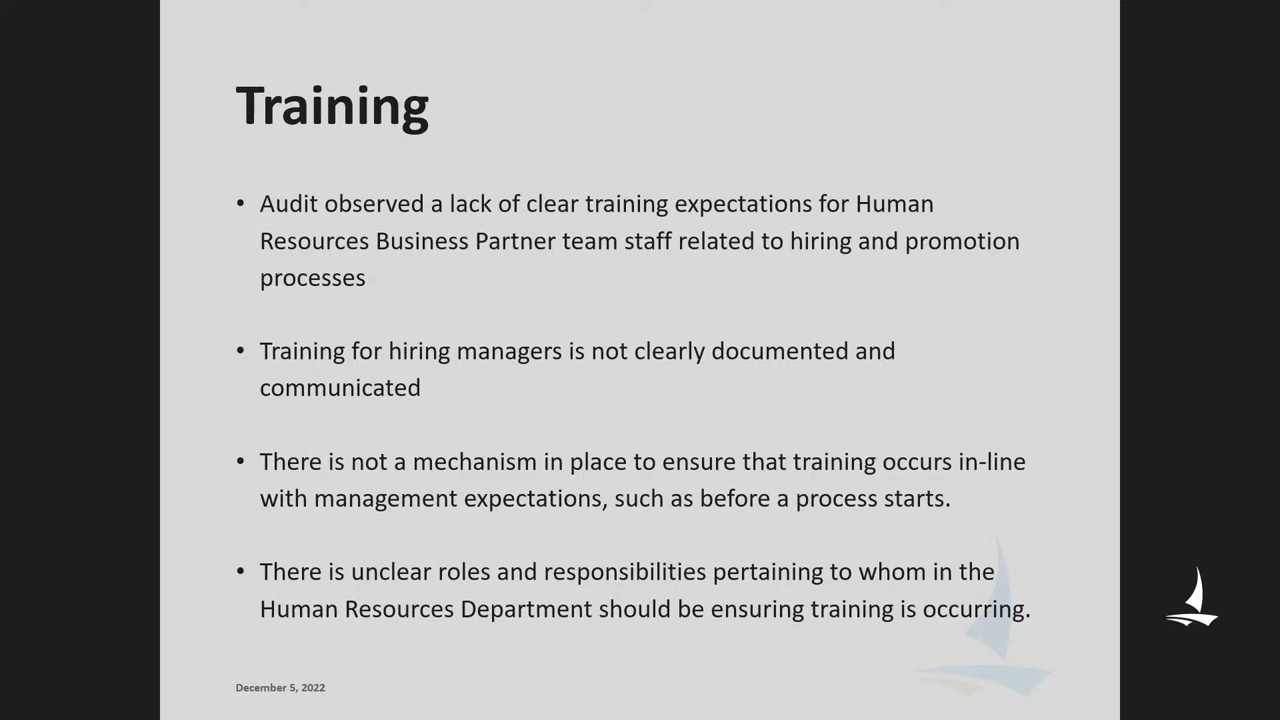 Training
• Audit observed a lack of clear training expectations for Human
Resources Business Partner team staff related to hiring and promotion
processes
• Training for hiring managers is not clearly documented and
communicated
• There is not a mechanism in place to ensure that training occurs in-line
with management expectations, such as before a process starts.
• There is unclear roles and responsibilities pertaining to whom in the
Human Resources Department should be ensuring training is occurring.
December 5, 2022